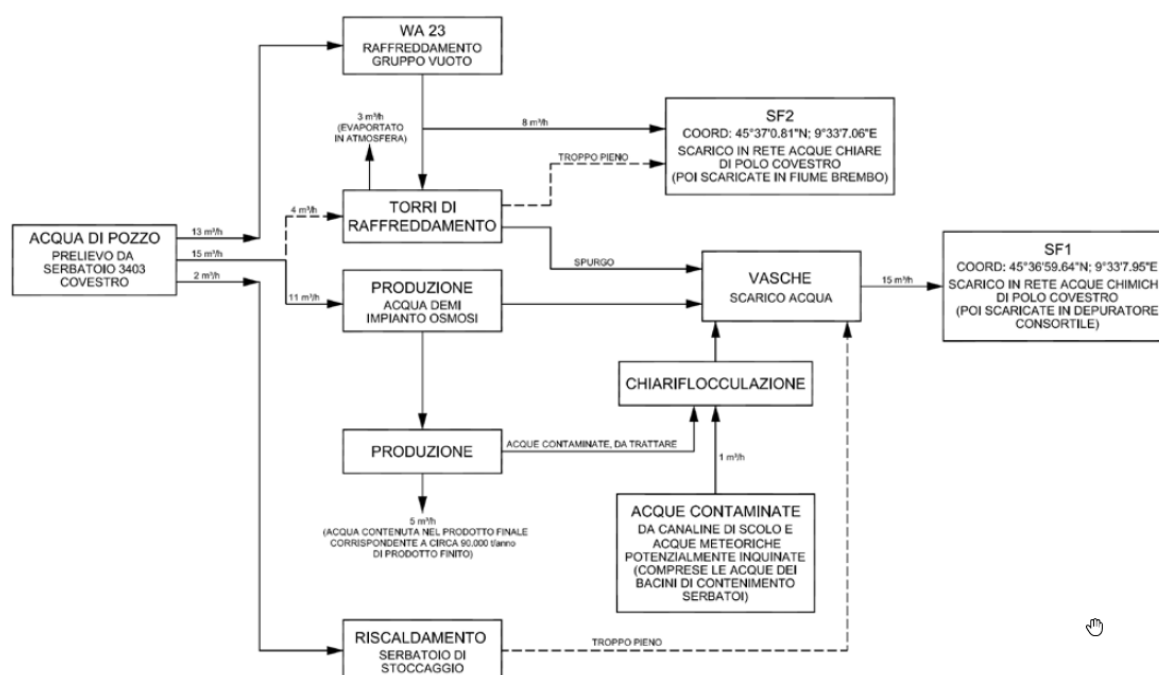 WA 23
RAFFREDDAMENTO
GRUPPO VUOTO
3 m³/h
(EVAPORTATO
IN ATMOSFERA)
8 m³/h
SF2
COORD: 45°37'0.81"N; 9°33'7.06"E
SCARICO IN RETE ACQUE CHIARE
DI POLO COVESTRO
(POI SCARICATE IN FIUME BREMBO)
TROPPO PIENO
4 m³/h
TORRI DI
RAFFREDDAMENTO
ACQUA DI POZZO
PRELIEVO DA
SERBATOIO 3403
COVESTRO
13 m³/h
15 m³/h
2 m³/h
11 m³/h
SPURGO
PRODUZIONE
ACQUA DEMI
IMPIANTO OSMOSI
VASCHE
SCARICO ACQUA
15 m³/h
SF1
COORD: 45°36'59.64"N; 9°33'7.95"E
SCARICO IN RETE ACQUE CHIMICH
DI POLO COVESTRO
(POI SCARICATE IN DEPURATORE
CONSORTILE)
CHIARIFLOCCULAZIONE
PRODUZIONE
ACQUE CONTAMINATE, DA TRATTARE
1 m³/h
5 m³/h
(ACQUA CONTENUTA NEL PRODOTTO FINALE
CORRISPONDENTE A CIRCA 90.000 t/anno
DI PRODOTTO FINITO)
ACQUE CONTAMINATE
DA CANALINE DI SCOLO E
ACQUE METEORICHE
POTENZIALMENTE INQUINATE
(COMPRESE LE ACQUE DEI
BACINI DI CONTENIMENTO
SERBATOI)
RISCALDAMENTO
SERBATOIO DI
STOCCAGGIO
TROPPO PIENO